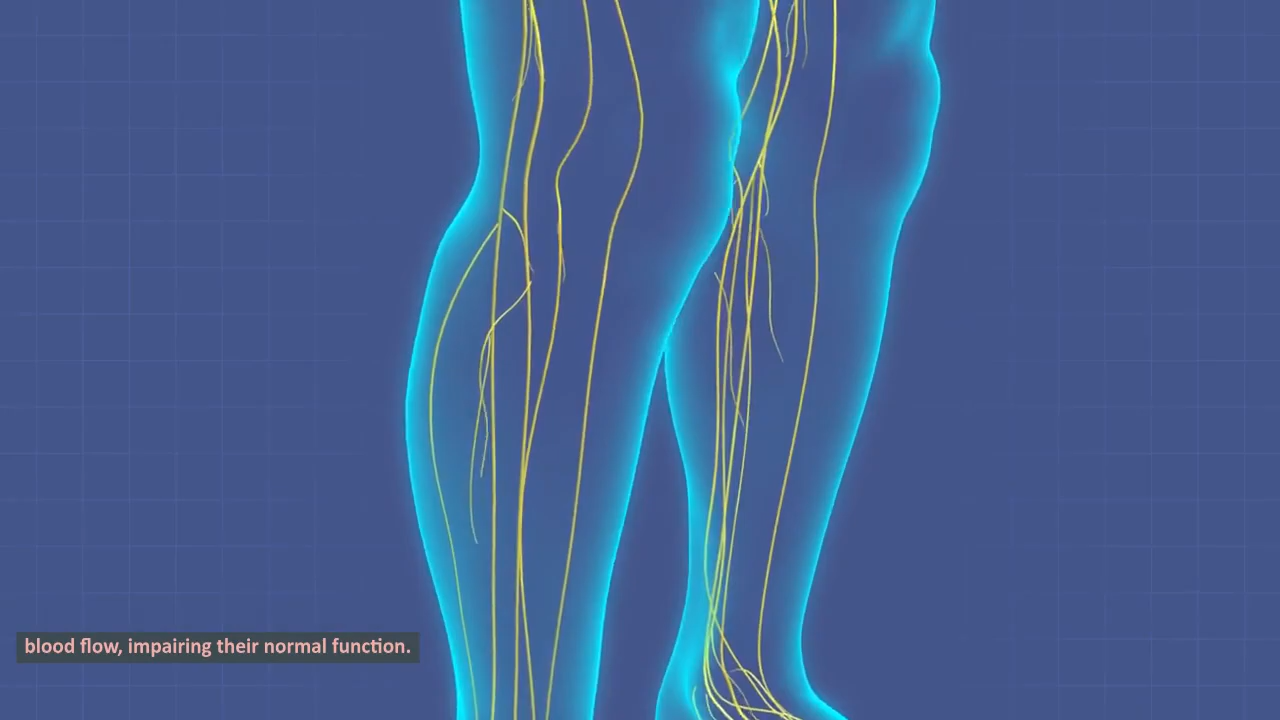 blood flow, impairing their normal function.